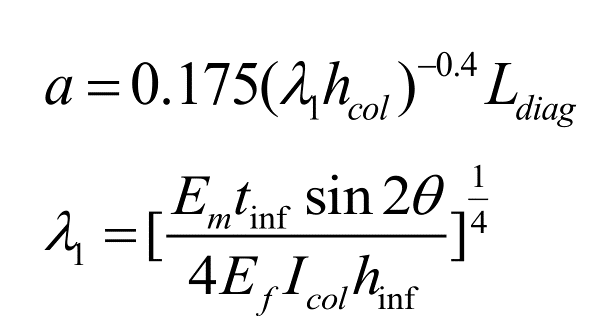 a = 0.175(λ₁h_col)^−0.4 L_diag
λ₁ = [E_m t_inf sin 2θ / 4E_f I_col h_inf]^1/4